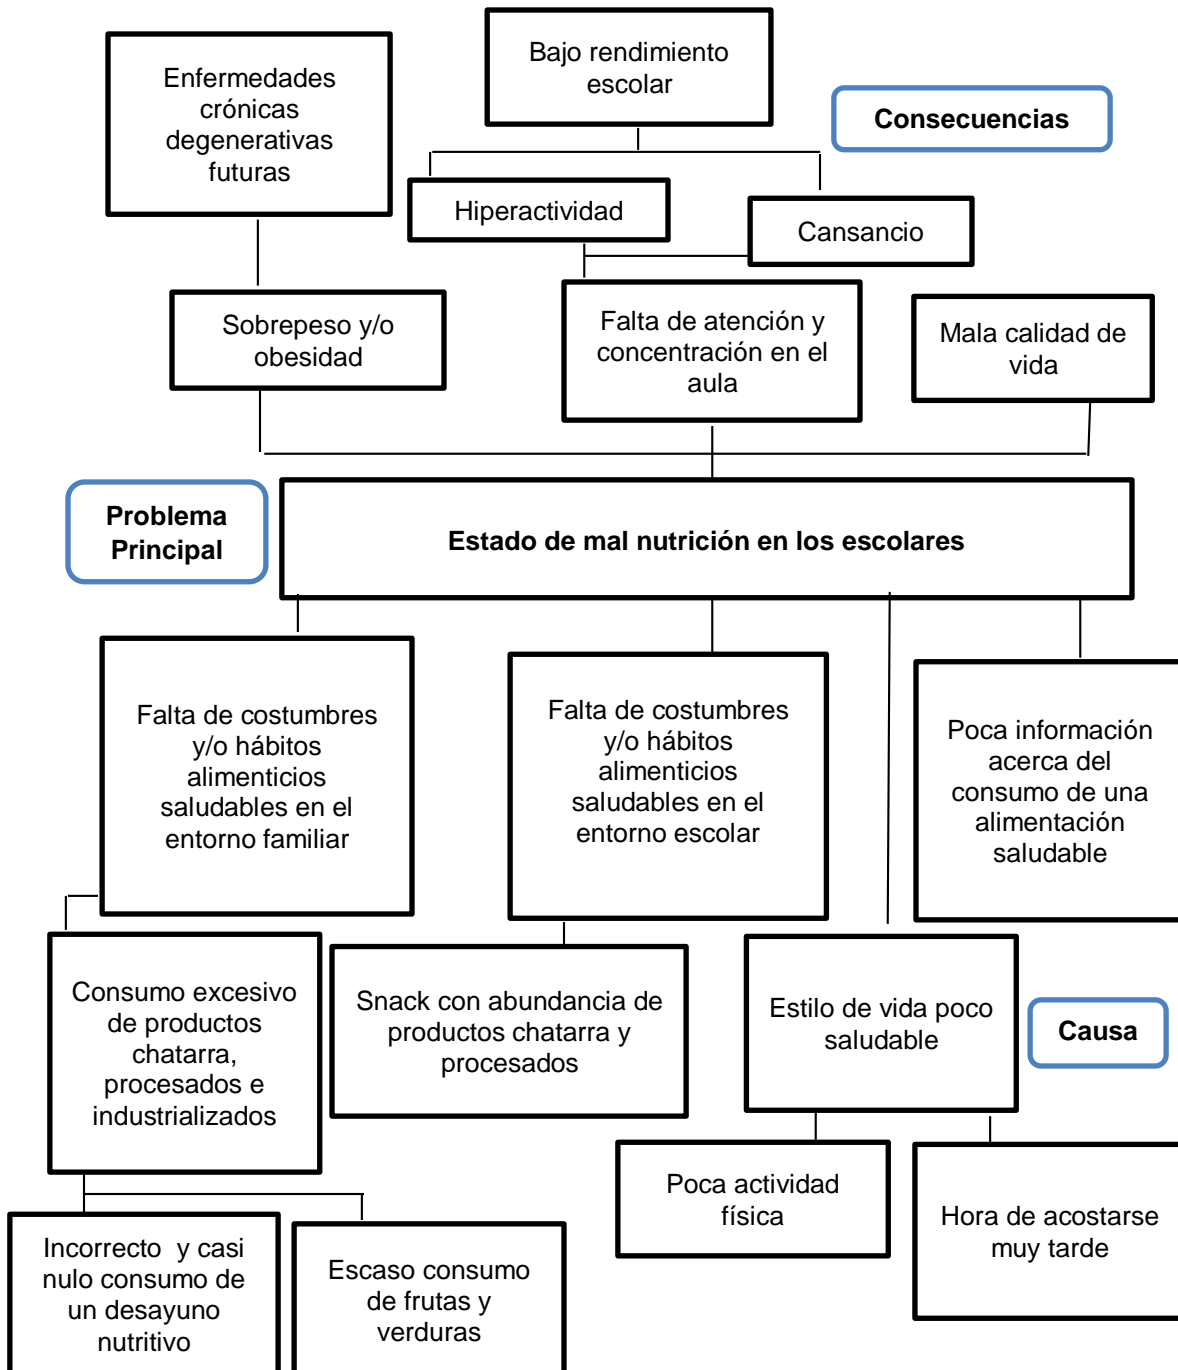 Enfermedades
crónicas
degenerativas
futuras
Bajo rendimiento
escolar
Consecuencias
Hiperactividad
Cansancio
Sobrepeso y/o
obesidad
Falta de atención y
concentración en el
aula
Mala calidad de
vida
Problema
Principal
Estado de mal nutrición en los escolares
Falta de costumbres
y/o hábitos
alimenticios
saludables en el
entorno familiar
Falta de costumbres
y/o hábitos
alimenticios
saludables en el
entorno escolar
Poca información
acerca del
consumo de una
alimentación
saludable
Consumo excesivo
de productos
chatarra,
procesados e
industrializados
Snack con abundancia de
productos chatarra y
procesados
Estilo de vida poco
saludable
Causa
Poca actividad
física
Hora de acostarse
muy tarde
Incorrecto  y casi
nulo consumo de
un desayuno
nutritivo
Escaso consumo
de frutas y
verduras